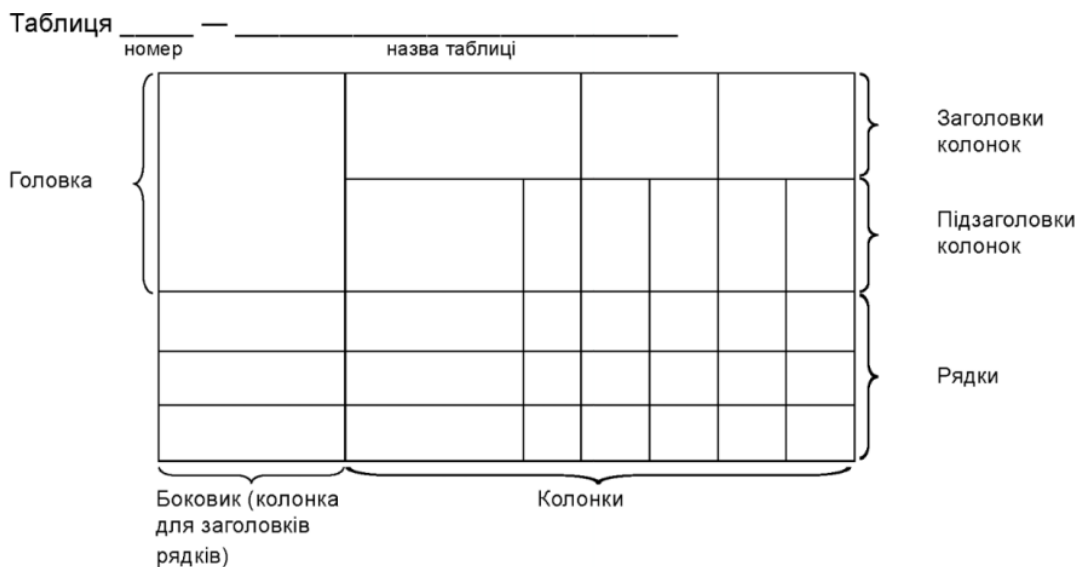 Таблиця _____ — ______________________________
номер назва таблиці
Заголовки
колонок
Головка
Підзаголовки
колонок
Рядки
Боковик (колонка
для заголовків
рядків)
Колонки